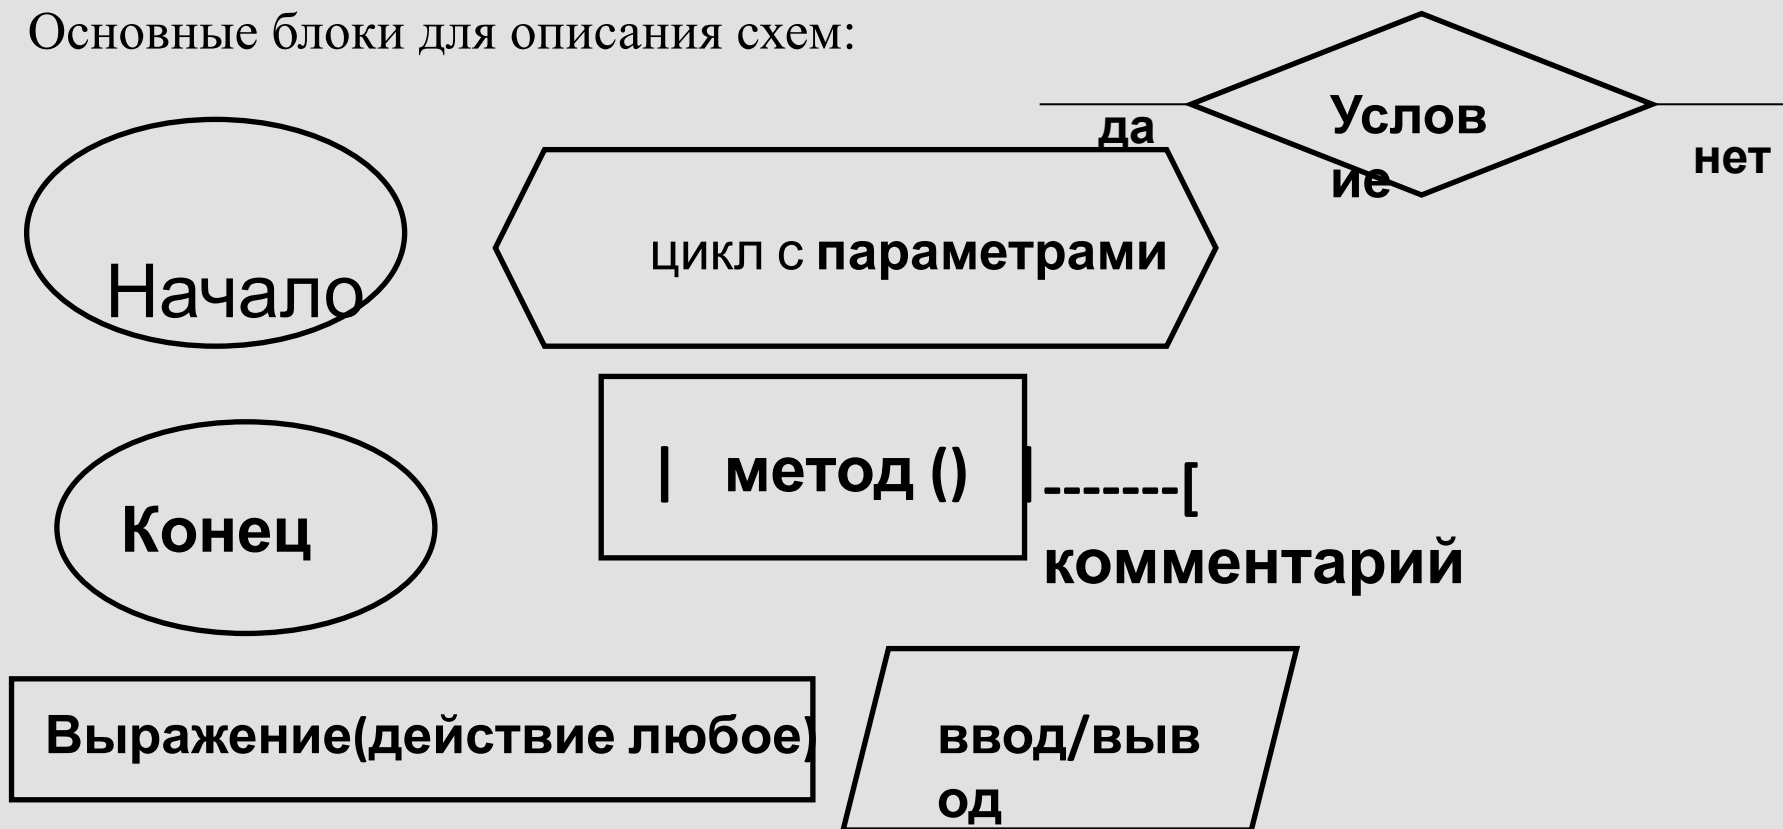 Основные блоки для описания схем:
Услов
ие
да
нет
цикл с параметрами
Начало
| метод () |-------[
комментарий
Конец
Выражение(действие любое)
ввод/выв
од